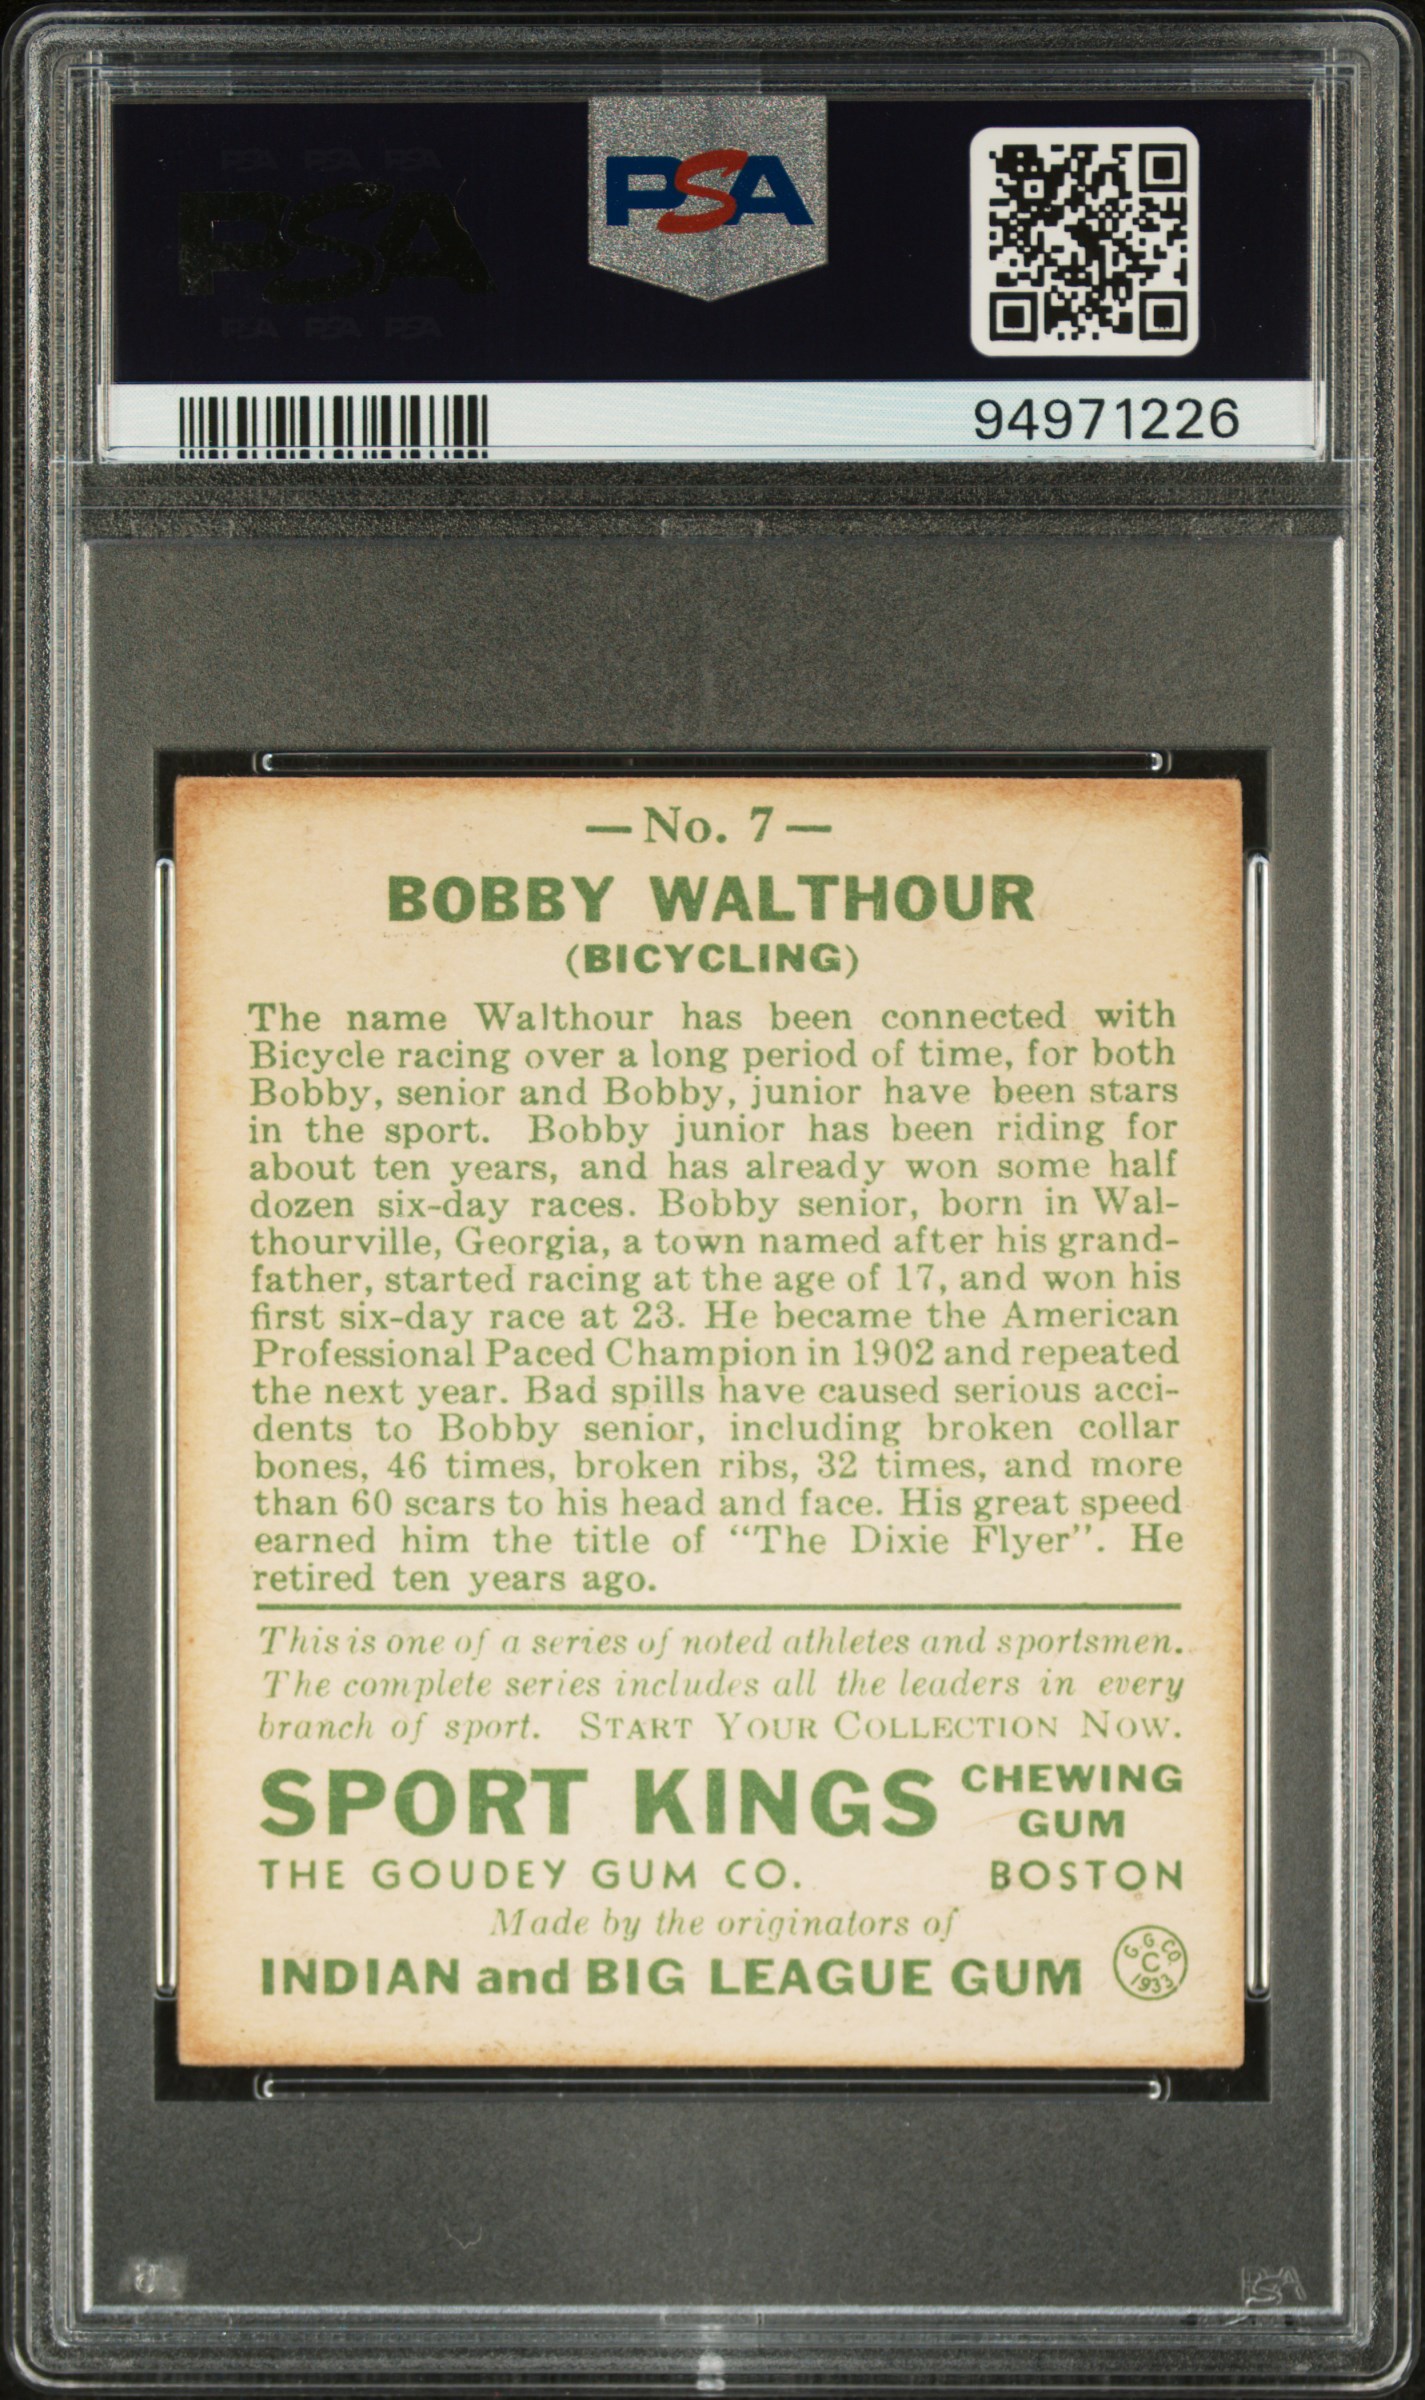 PSA PSA PSA
PSA
PSA PSA PSA
PSA
94971226
—No. 7—
BOBBY WALTHOUR
(BICYCLING)
The name Walthour has been connected with
Bicycle racing over a long period of time, for both
Bobby, senior and Bobby, junior have been stars
in the sport. Bobby junior has been riding for
about ten years, and has already won some half
dozen six-day races. Bobby senior, born in Wal-
thourville, Georgia, a town named after his grand-
father, started racing at the age of 17, and won his
first six-day race at 23. He became the American
Professional Paced Champion in 1902 and repeated
the next year. Bad spills have caused serious acci-
dents to Bobby senior, including broken collar
bones, 46 times, broken ribs, 32 times, and more
than 60 scars to his head and face. His great speed
earned him the title of “The Dixie Flyer”. He
retired ten years ago.
This is one of a series of noted athletes and sportsmen.
The complete series includes all the leaders in every
branch of sport. START YOUR COLLECTION NOW.
SPORT KINGS CHEWING GUM
THE GOUDEY GUM CO. BOSTON
Made by the originators of
INDIAN and BIG LEAGUE GUM
G. G. CO.
C
1933
PSA